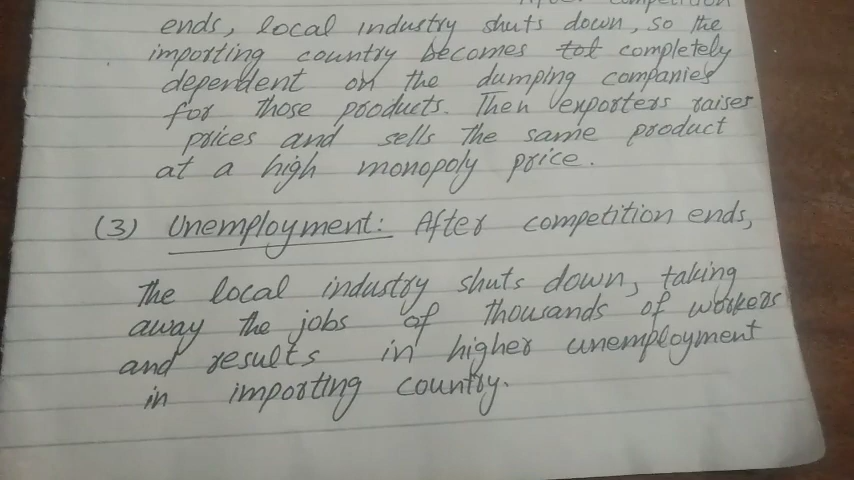 After competition
ends, local industry shuts down, so the
importing country becomes tot completely
dependent on the dumping companies
for those products. Then exporters raises
prices and sells the same product
at a high monopoly price.
(3) Unemployment: After competition ends,
The local industry shuts down, taking
away the jobs of thousands of workers
and results in higher unemployment
in importing country.